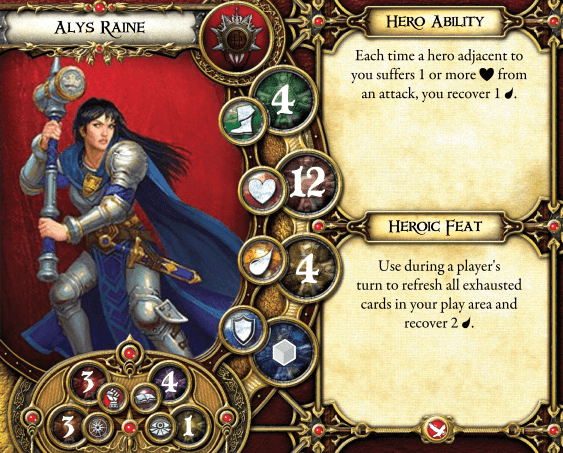 Alys Raine
4
12
4
3
4
3
1
Hero Ability
Each time a hero adjacent to
you suffers 1 or more from
an attack, you recover 1 .
Heroic Feat
Use during a player's
turn to refresh all exhausted
cards in your play area and
recover 2 .